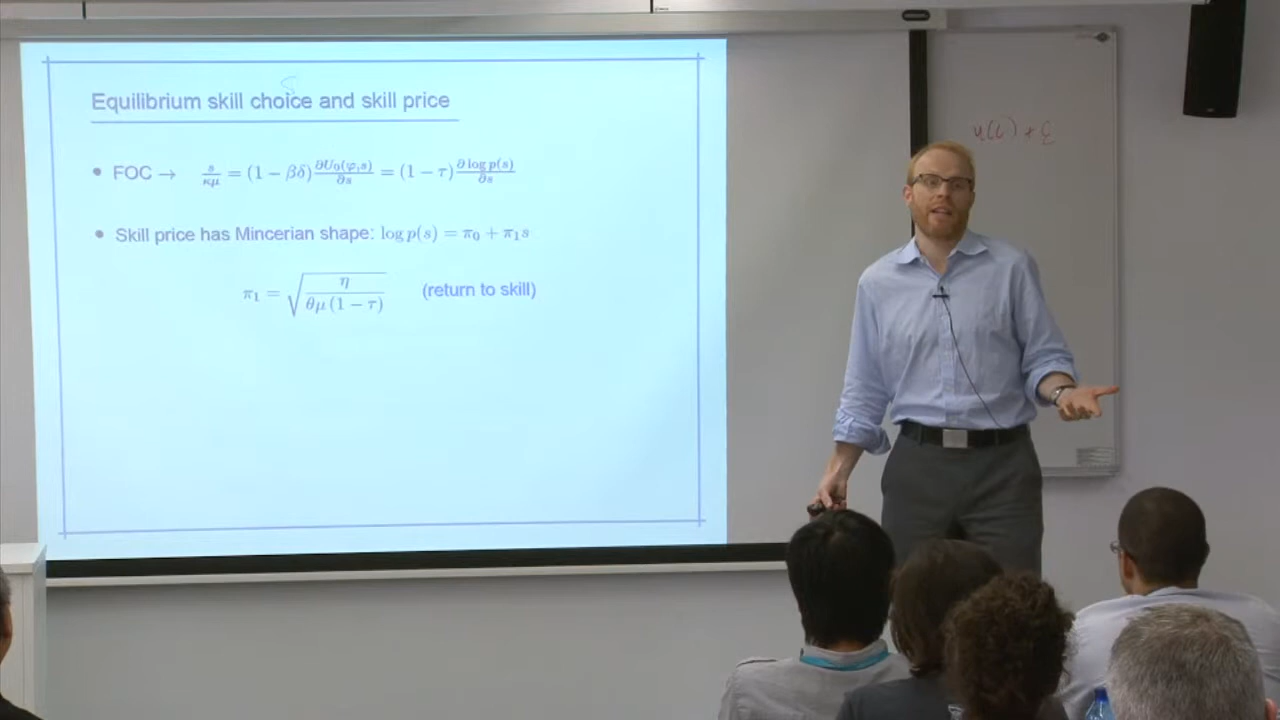 Equilibrium skill choice and skill price
• FOC → s/κμ = (1 − βδ) ∂U₀(φ,s)/∂s = (1 − τ) ∂ log p(s)/∂s
• Skill price has Mincerian shape: log p(s) = π₀ + π₁s
π₁ = √(η/(θμ (1 − τ))) (return to skill)